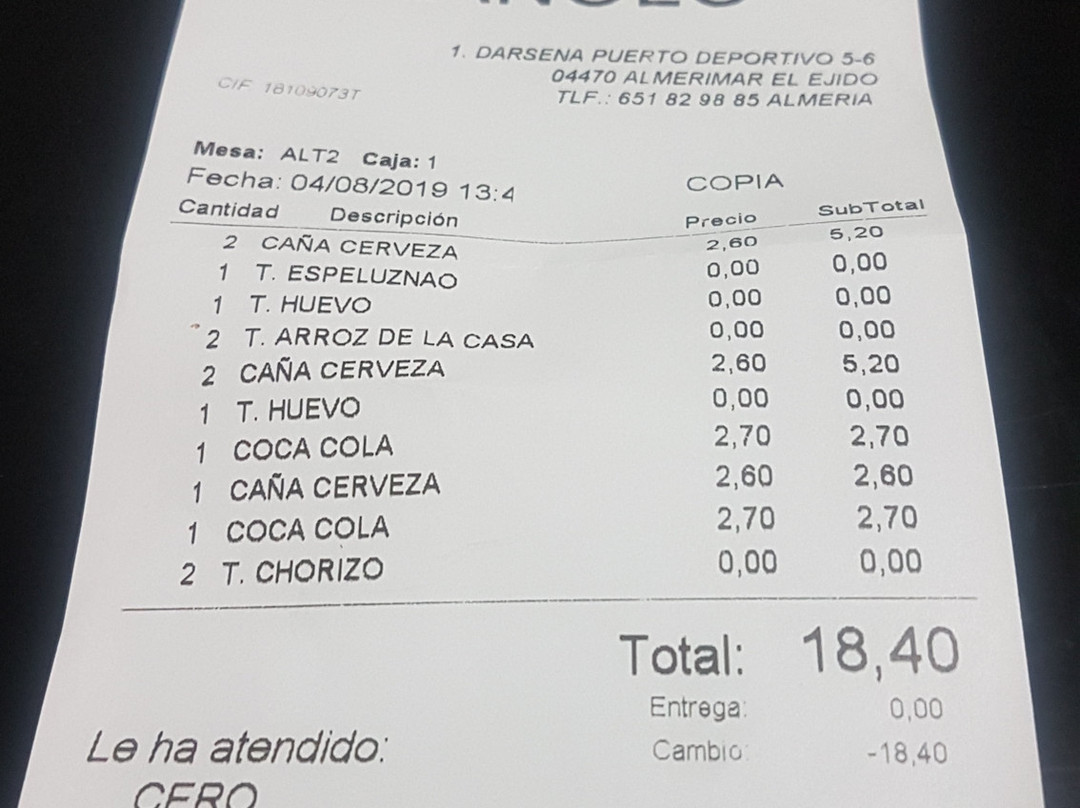 1. DARSENA PUERTO DEPORTIVO 5-6
04470 ALMERIMAR EL EJIDO
CIF 18109073T
TLF.: 651 82 98 85 ALMERIA
Mesa: ALT2 Caja: 1
Fecha: 04/08/2019 13:4
COPIA
Cantidad Descripción Precio SubTotal
2 CAÑA CERVEZA 2,60 5,20
1 T. ESPELUZNAO 0,00 0,00
1 T. HUEVO 0,00 0,00
2 T. ARROZ DE LA CASA 0,00 0,00
2 CAÑA CERVEZA 2,60 5,20
1 T. HUEVO 0,00 0,00
1 COCA COLA 2,70 2,70
1 CAÑA CERVEZA 2,60 2,60
1 COCA COLA 2,70 2,70
2 T. CHORIZO 0,00 0,00
Total: 18,40
Entrega: 0,00
Cambio: -18,40
Le ha atendido:
CERO